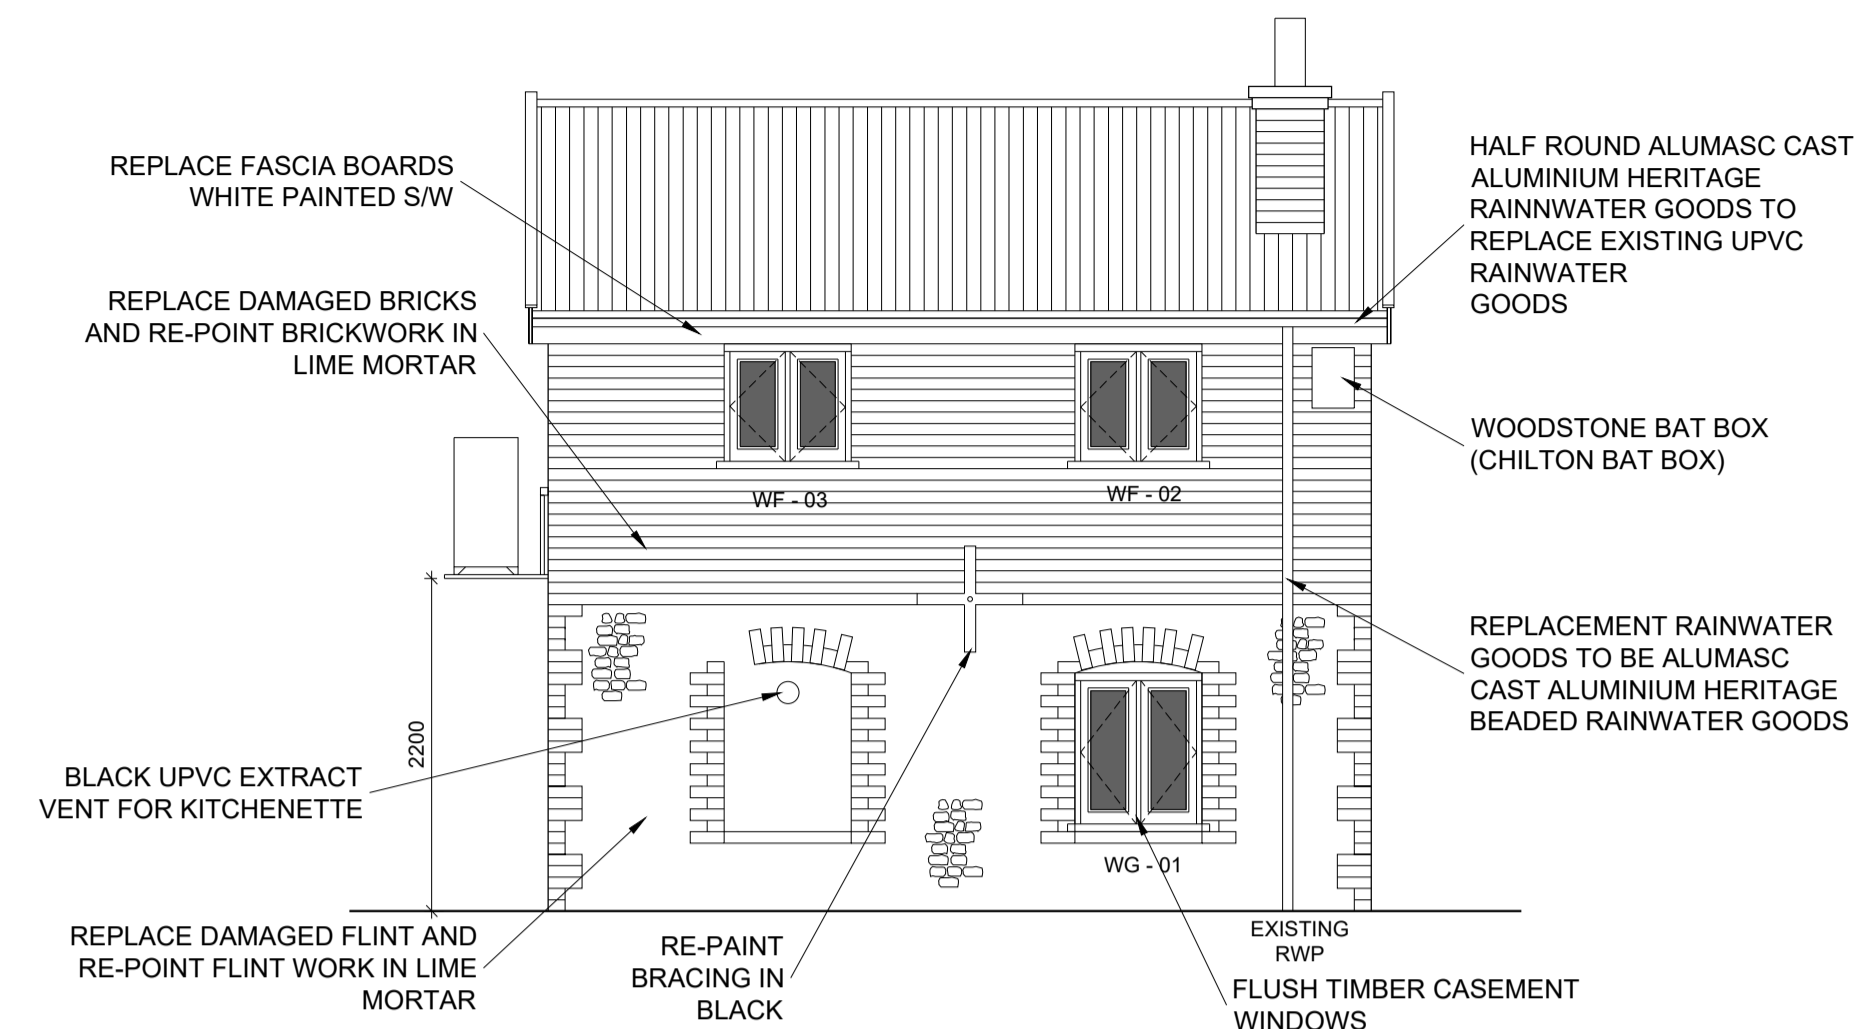 REPLACE FASCIA BOARDS
WHITE PAINTED S/W
HALF ROUND ALUMASC CAST
ALUMINIUM HERITAGE
RAINNWATER GOODS TO
REPLACE EXISTING UPVC
RAINWATER
GOODS
REPLACE DAMAGED BRICKS
AND RE-POINT BRICKWORK IN
LIME MORTAR
WOODSTONE BAT BOX
(CHILTON BAT BOX)
WF - 03
WF - 02
REPLACEMENT RAINWATER
GOODS TO BE ALUMASC
CAST ALUMINIUM HERITAGE
BEADED RAINWATER GOODS
2200
BLACK UPVC EXTRACT
VENT FOR KITCHENETTE
WG - 01
REPLACE DAMAGED FLINT AND
RE-POINT FLINT WORK IN LIME
MORTAR
RE-PAINT
BRACING IN
BLACK
EXISTING
RWP
FLUSH TIMBER CASEMENT
WINDOWS